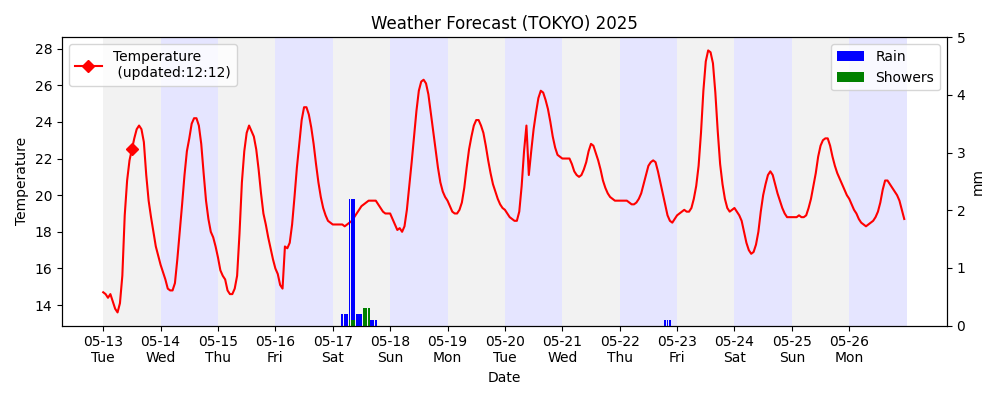 Weather Forecast (TOKYO) 2025
Temperature
(updated:12:12)
Rain
Showers
Temperature
28
26
24
22
20
18
16
14
5
4
3
2
1
0
mm
05-13 05-14 05-15 05-16 05-17 05-18 05-19 05-20 05-21 05-22 05-23 05-24 05-25 05-26
Tue Wed Thu Fri Sat Sun Mon Tue Wed Thu Fri Sat Sun Mon
Date